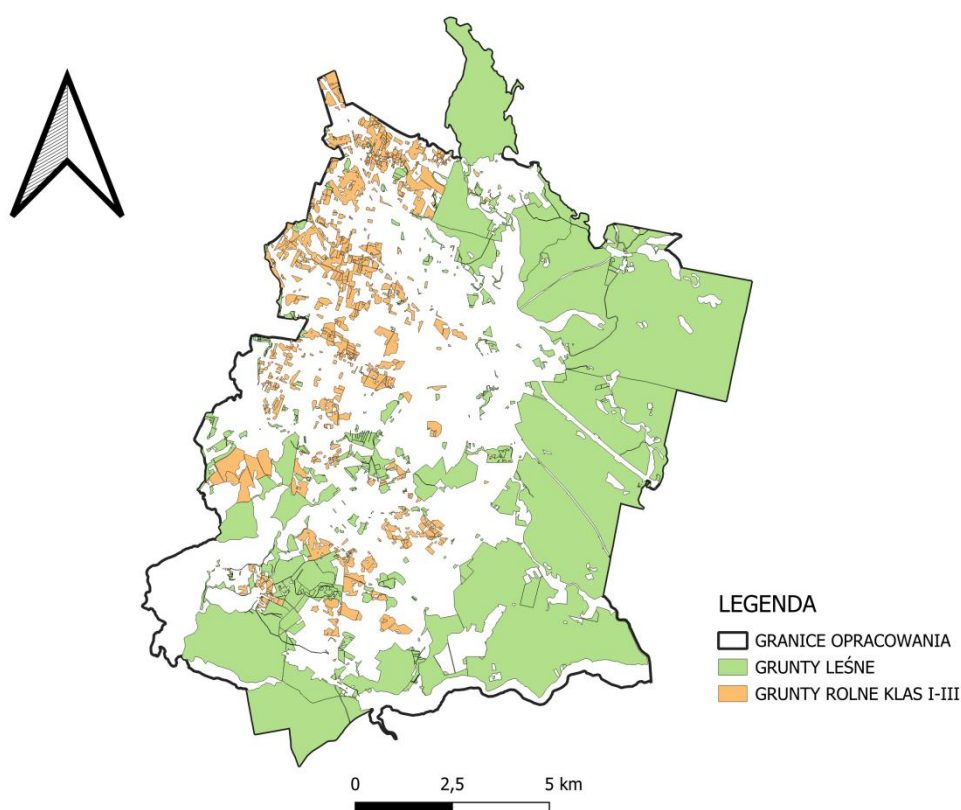 LEGENDA
GRANICE OPRACOWANIA
GRUNTY LEŚNE
GRUNTY ROLNE KLAS I-III
0 2,5 5 km